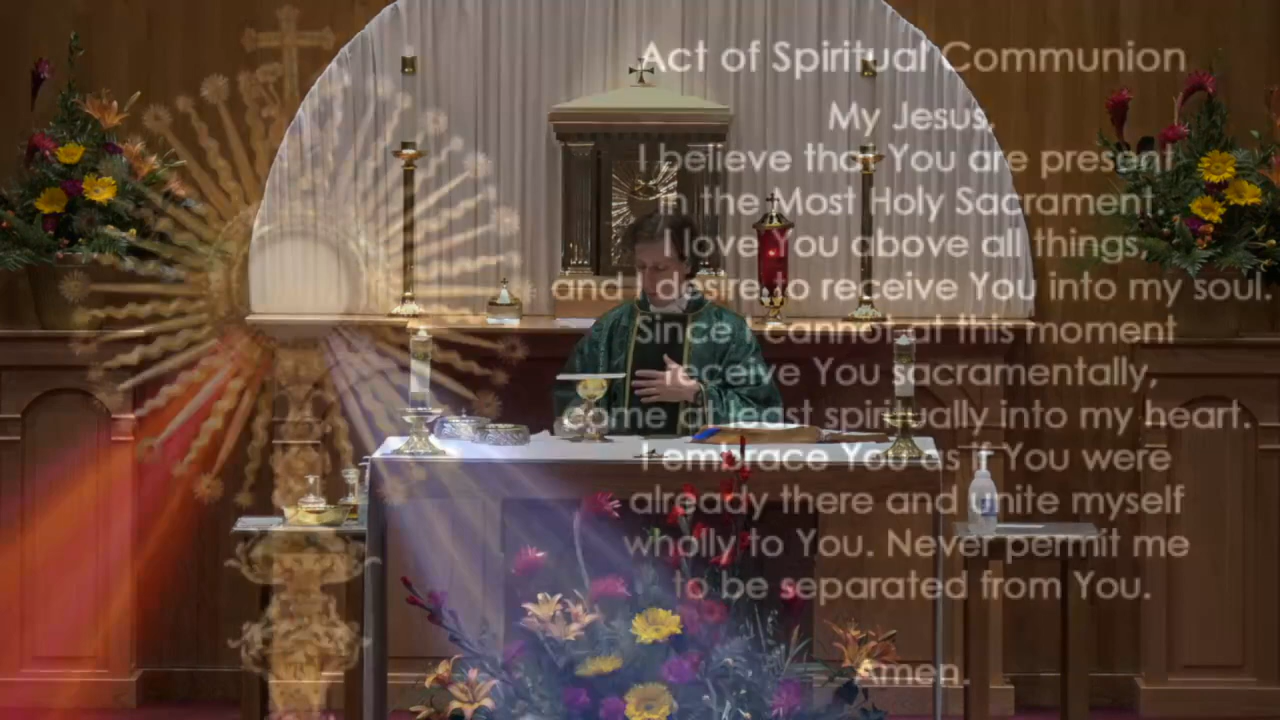 Act of Spiritual Communion
My Jesus,
I believe that You are present
in the Most Holy Sacrament
I love You above all things,
and I desire to receive You into my soul.
Since I cannot at this moment
receive You sacramentally,
come at least spiritually into my heart.
I embrace You as if You were
already there and unite myself
wholly to You. Never permit me
to be separated from You.
Amen.